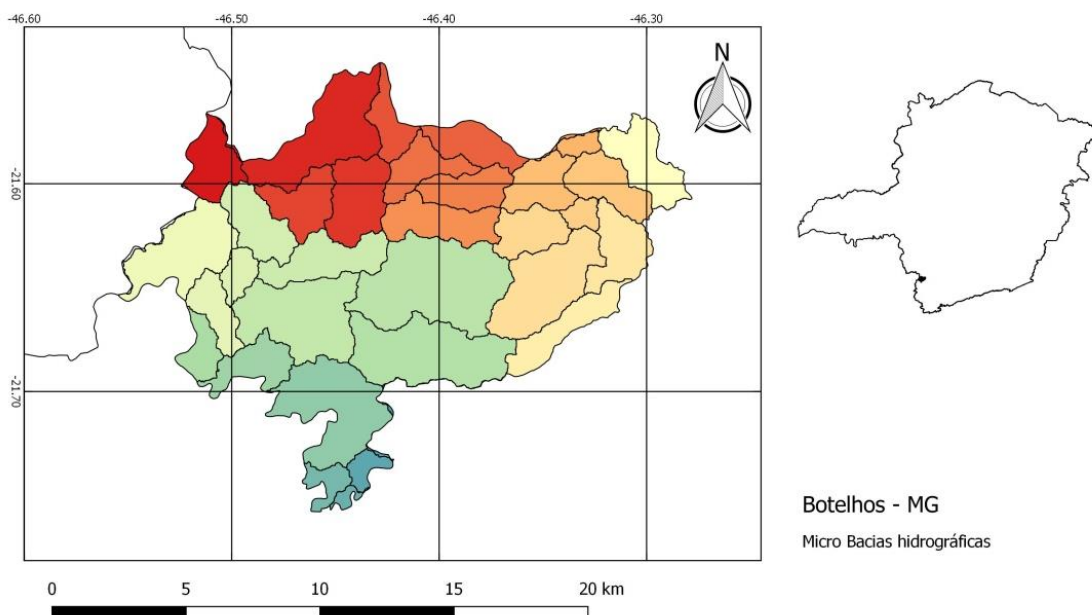 -46.60 -46.50 -46.40 -46.30
N
-21.60
-21.70
Botelhos - MG
Micro Bacias hidrográficas
0 5 10 15 20 km